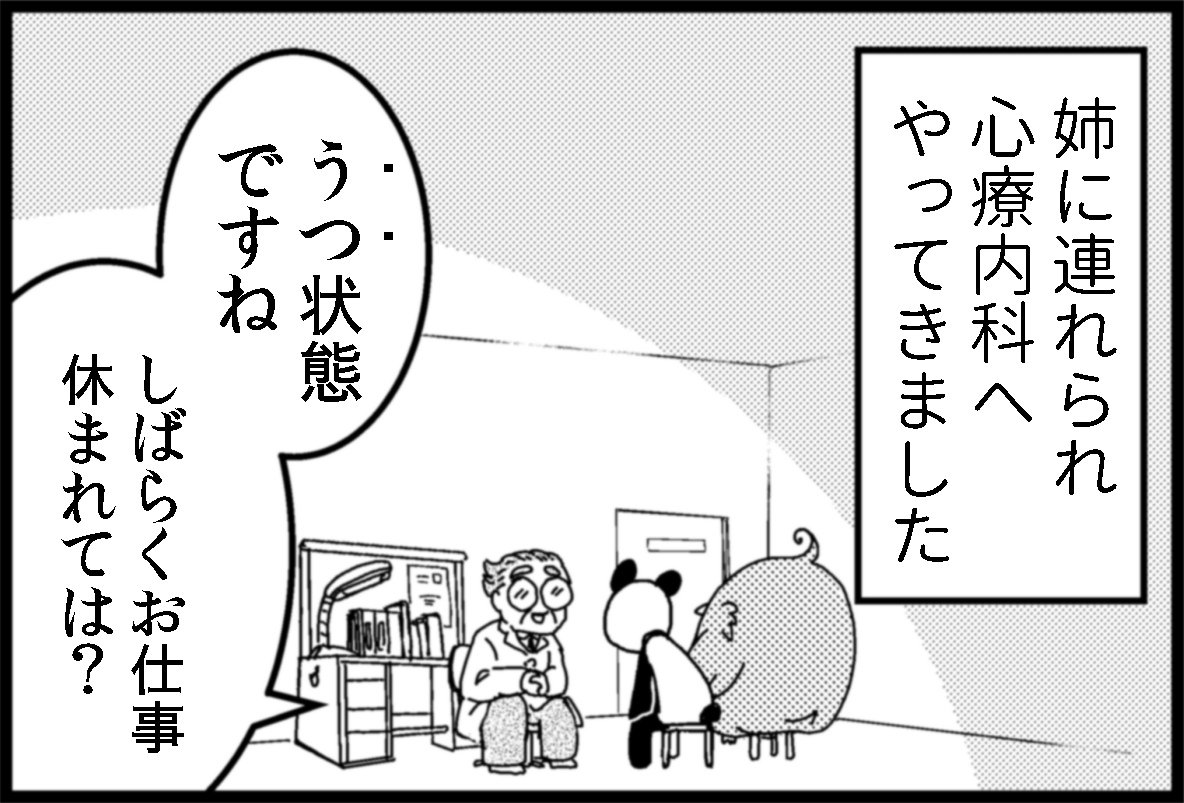 姉に連れられ
心療内科へ
やってきました
うつ状態
ですね
しばらくお仕事
休まれては？